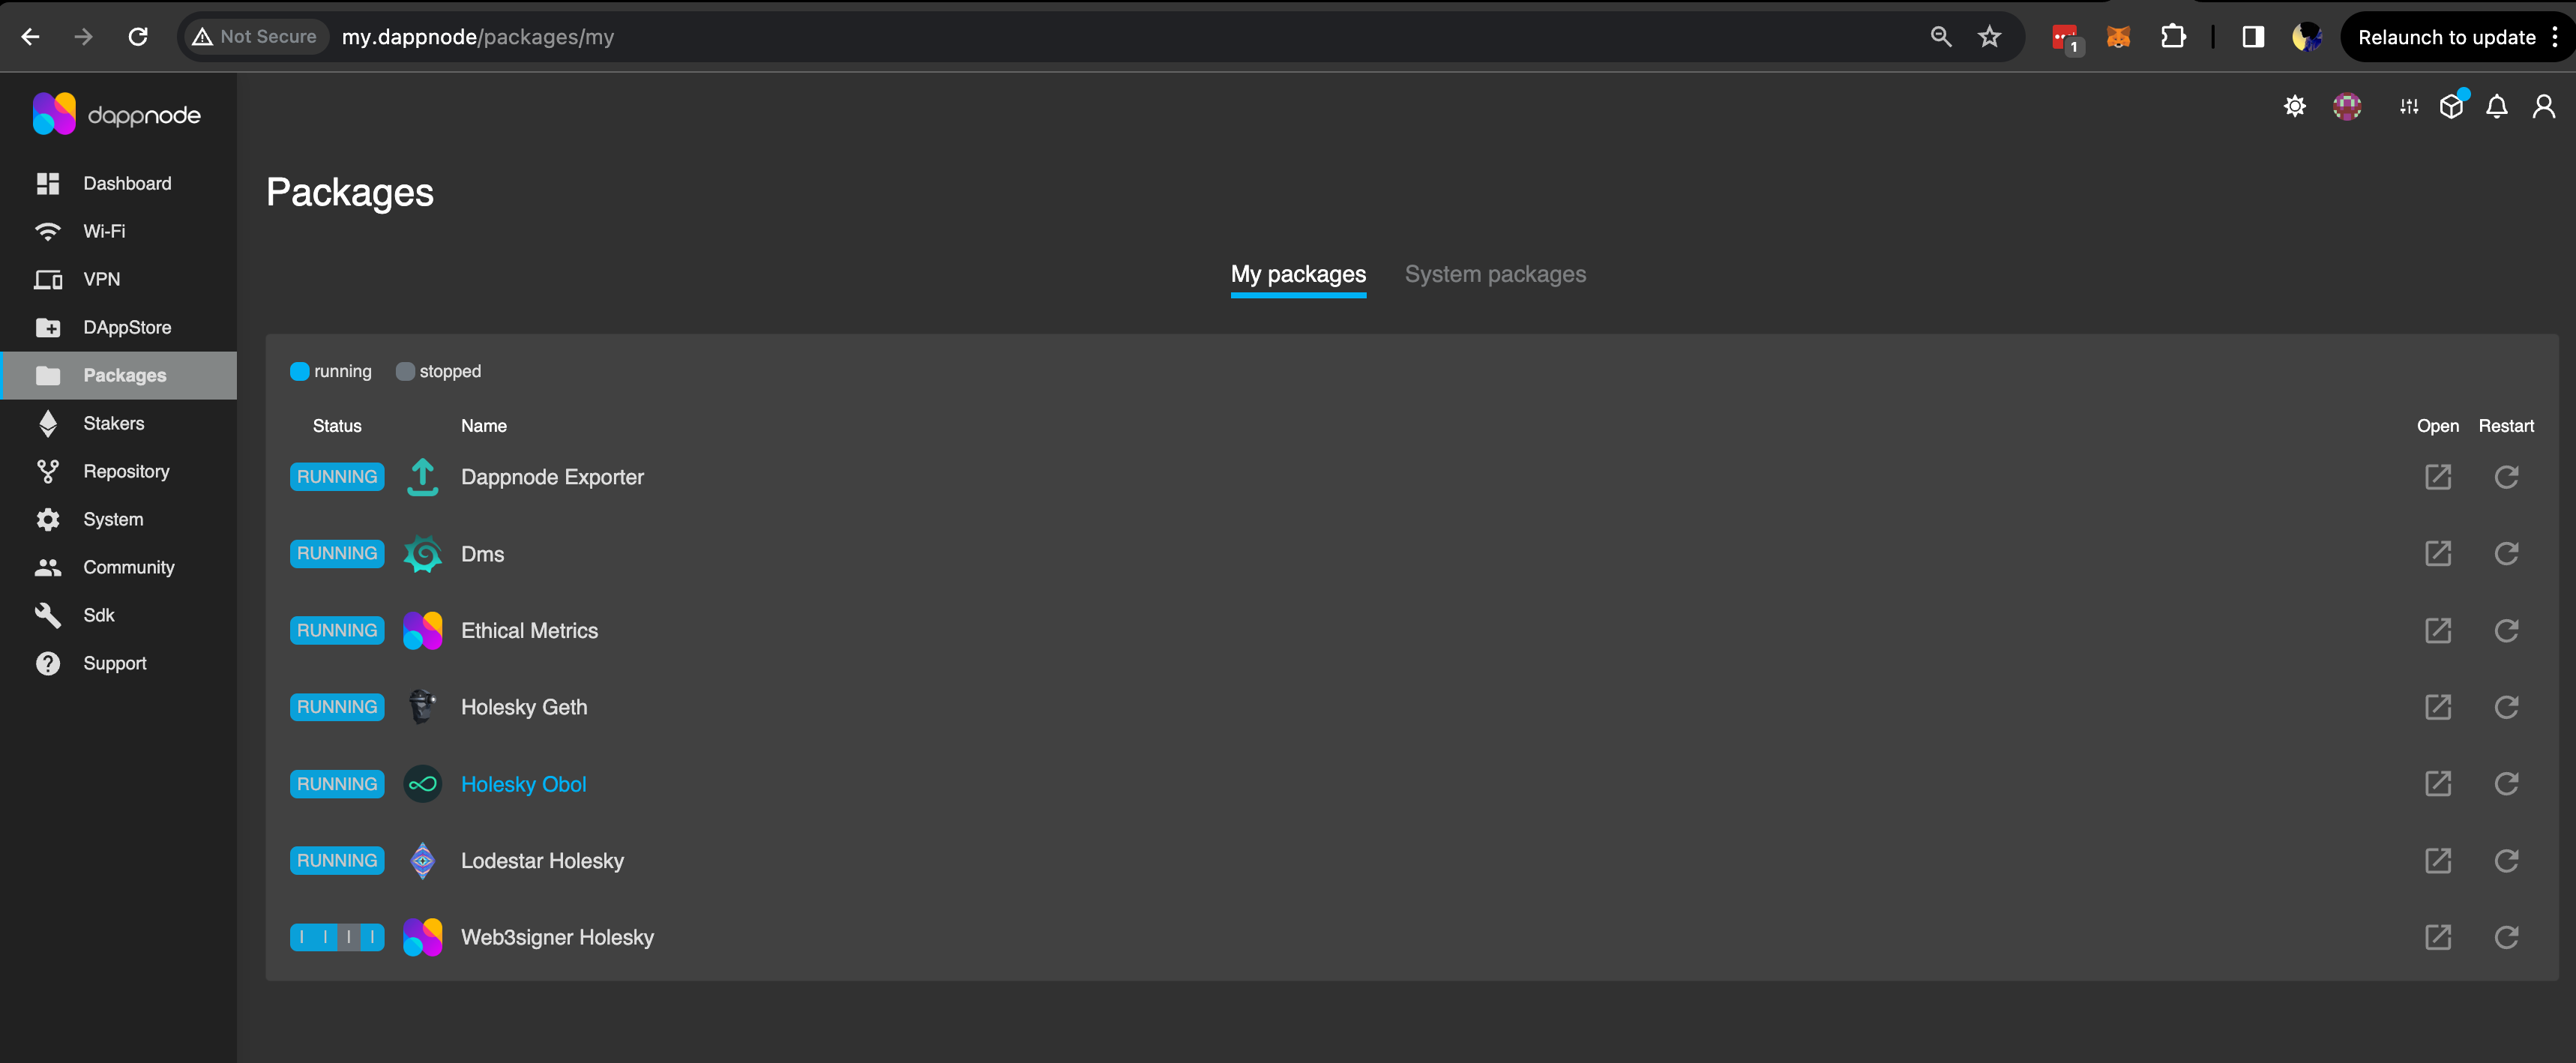 Not Secure my.dappnode/packages/my 1 Relaunch to update
dappnode
Dashboard
Wi-Fi
VPN
DAppStore
Packages
Stakers
Repository
System
Community
Sdk
Support
Packages
My packages System packages
running stopped
Status Name Open Restart
RUNNING Dappnode Exporter
RUNNING Dms
RUNNING Ethical Metrics
RUNNING Holesky Geth
RUNNING Holesky Obol
RUNNING Lodestar Holesky
Web3signer Holesky